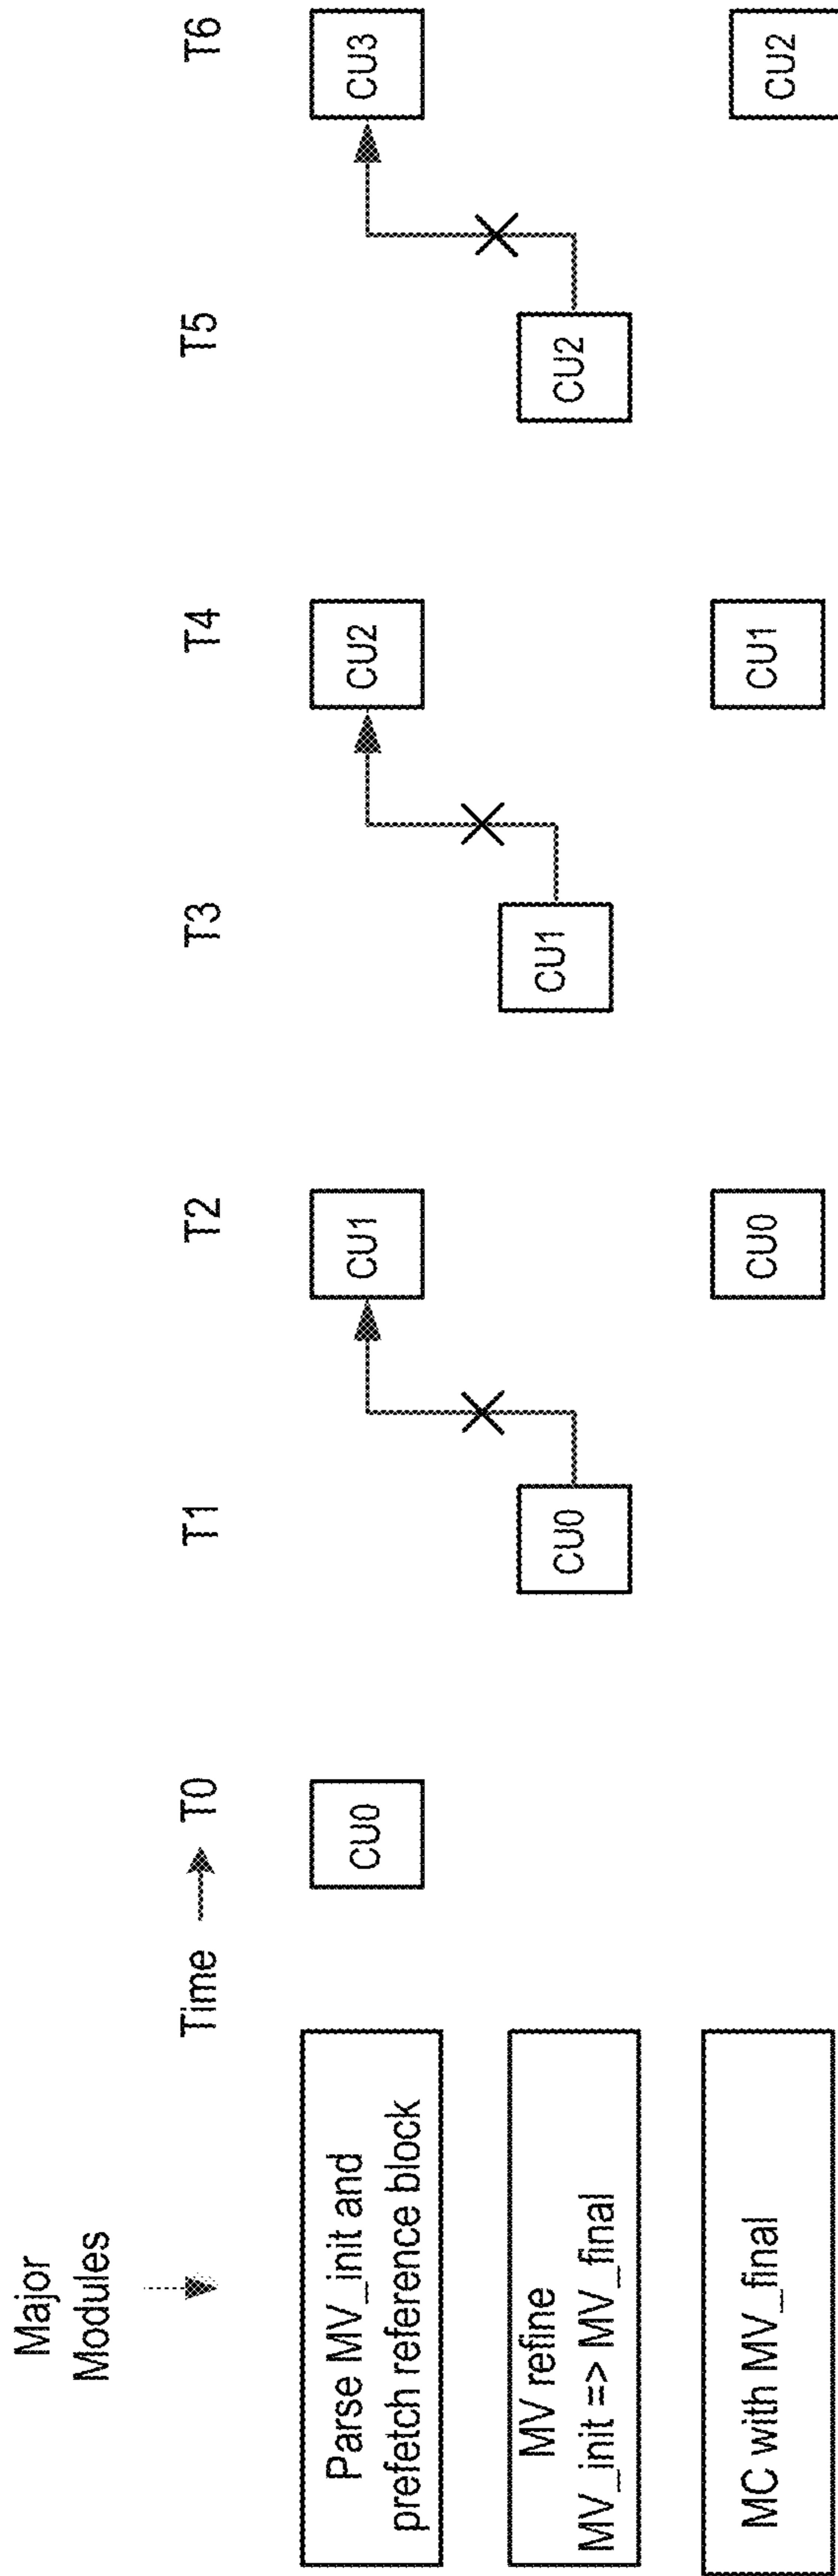 Major
Modules
Time
T0
T1
T2
T3
T4
T5
T6
Parse MV_init and
prefetch reference block
CU0
CU1
CU2
CU3
MV refine
MV_init => MV_final
CU0
CU1
CU2
MC with MV_final
CU0
CU1
CU2